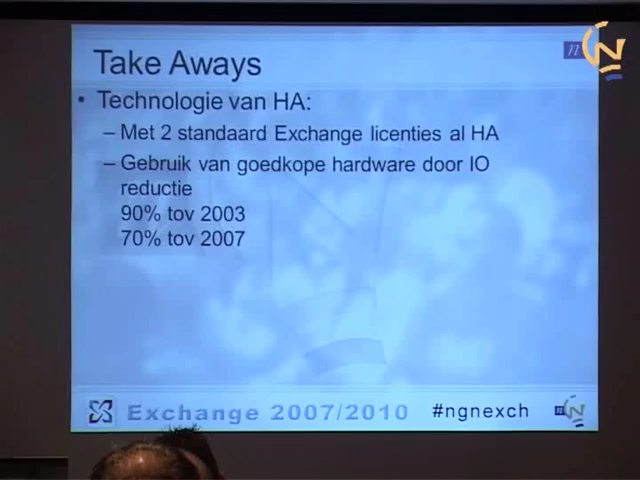 Take Aways
• Technologie van HA:
– Met 2 standaard Exchange licenties al HA
– Gebruik van goedkope hardware door IO
reductie
90% tov 2003
70% tov 2007
Exchange 2007/2010 #ngnexch